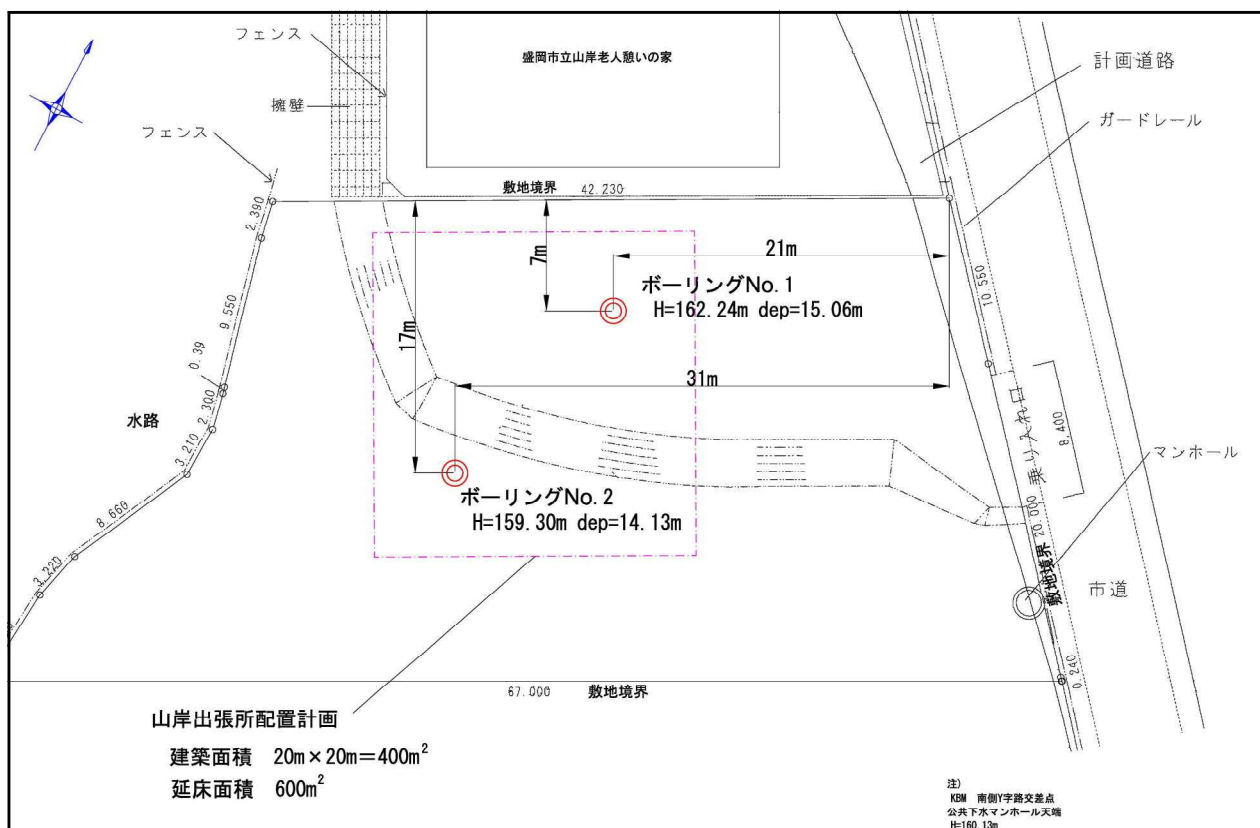 フェンス
盛岡市立山岸老人憩いの家
計画道路
擁壁
ガードレール
フェンス
敷地境界 42.230
2.390
7m
21m
ボーリングNo.1
H=162.24m dep=15.06m
10.550
9.550
17m
0.39
31m
2.300
水路
乗り入れ口
8.400
3.210
マンホール
ボーリングNo.2
H=159.30m dep=14.13m
8.660
20.000
敷地境界
3.220
市道
0.240
67.000 敷地境界
山岸出張所配置計画
建築面積 20m×20m=400m²
延床面積 600m²
注)
KBM 南側Y字路交差点
公共下水マンホール天端
H=160.13m